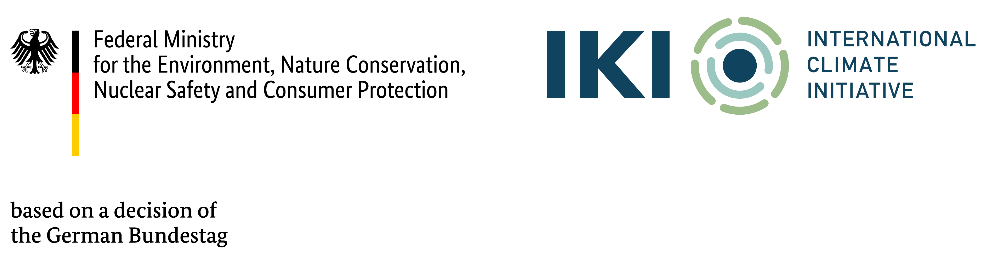 Federal Ministry
for the Environment, Nature Conservation,
Nuclear Safety and Consumer Protection
IKI
INTERNATIONAL
CLIMATE
INITIATIVE
based on a decision of
the German Bundestag